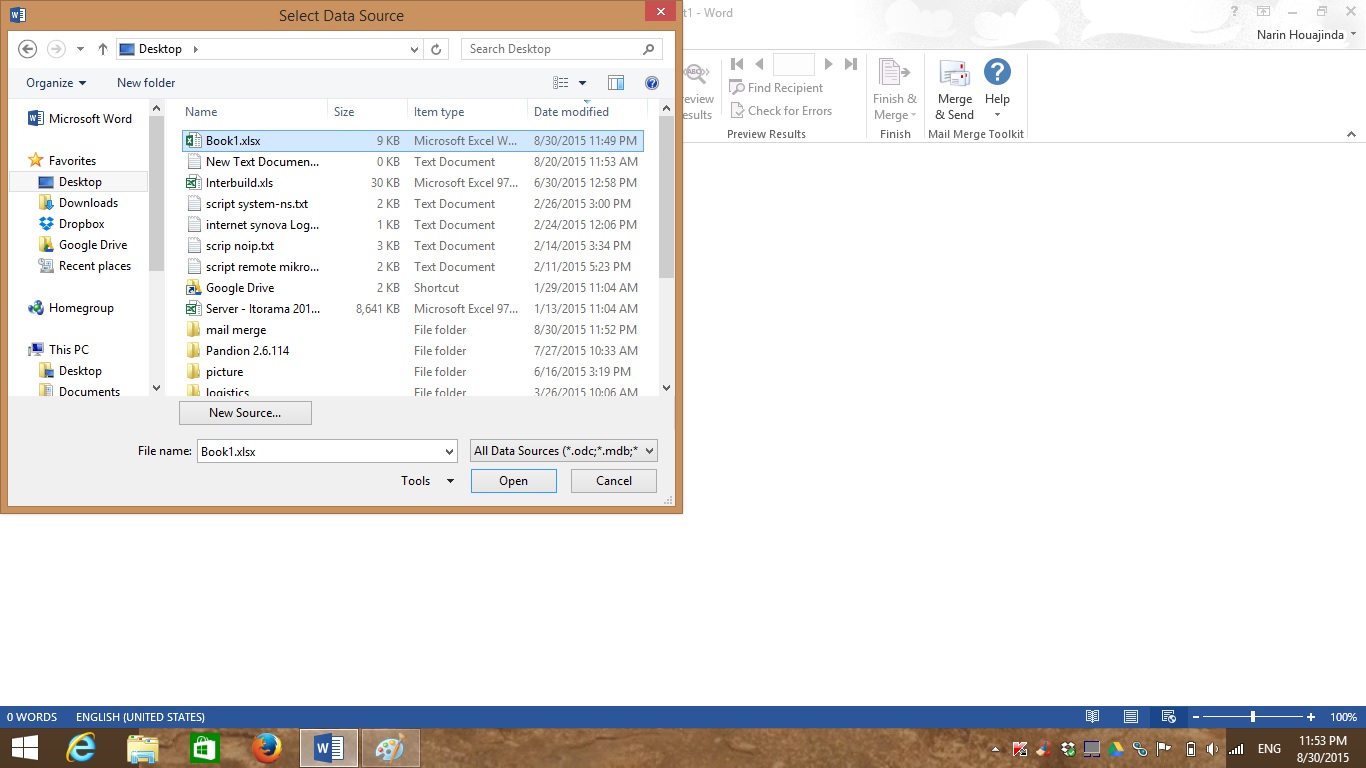 Select Data Source
t1 - Word
Narin Houajinda
Desktop
Search Desktop
Organize
New folder
Microsoft Word
Favorites
Desktop
Downloads
Dropbox
Google Drive
Recent places
Homegroup
This PC
Desktop
Documents
Name Size Item type Date modified
Book1.xlsx 9 KB Microsoft Excel W... 8/30/2015 11:49 PM
New Text Documen... 0 KB Text Document 8/20/2015 11:53 AM
Interbuild.xls 30 KB Microsoft Excel 97... 6/30/2015 12:58 PM
script system-ns.txt 2 KB Text Document 2/26/2015 3:00 PM
internet synova Log... 1 KB Text Document 2/24/2015 12:06 PM
scrip noip.txt 3 KB Text Document 2/14/2015 3:34 PM
script remote mikro... 2 KB Text Document 2/11/2015 5:23 PM
Google Drive 2 KB Shortcut 1/29/2015 11:04 AM
Server - Itorama 201... 8,641 KB Microsoft Excel 97... 1/13/2015 11:04 AM
mail merge File folder 8/30/2015 11:52 PM
Pandion 2.6.114 File folder 7/27/2015 10:33 AM
picture File folder 6/16/2015 3:19 PM
logistics File folder 3/26/2015 10:06 AM
New Source...
File name: Book1.xlsx
All Data Sources (*.odc;*.mdb;*
Tools
Open
Cancel
ABC
review
esults
Find Recipient
Check for Errors
Preview Results
Finish &
Merge
Finish
Merge
& Send
Help
Mail Merge Toolkit
0 WORDS ENGLISH (UNITED STATES)
100%
ENG
11:53 PM
8/30/2015